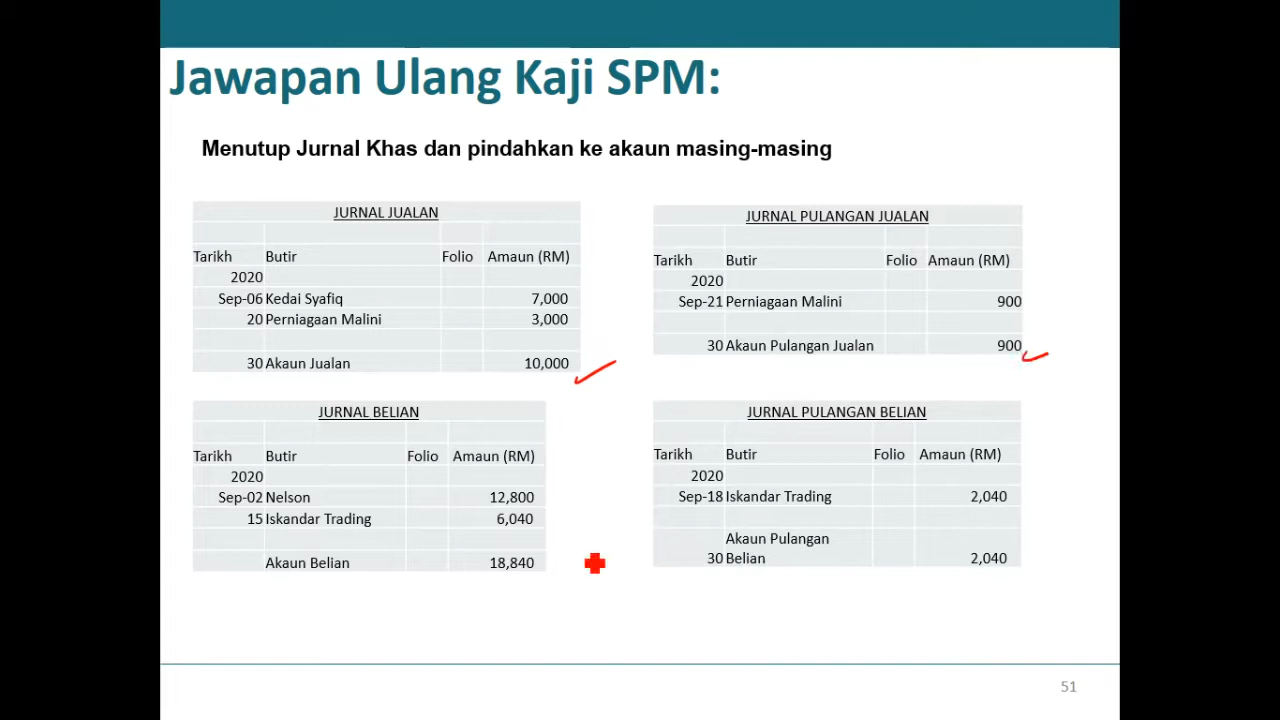 Jawapan Ulang Kaji SPM:
Menutup Jurnal Khas dan pindahkan ke akaun masing-masing
JURNAL JUALAN
Tarikh Butir Folio Amaun (RM)
2020
Sep-06 Kedai Syafiq 7,000
20 Perniagaan Malini 3,000
30 Akaun Jualan 10,000
JURNAL PULANGAN JUALAN
Tarikh Butir Folio Amaun (RM)
2020
Sep-21 Perniagaan Malini 900
30 Akaun Pulangan Jualan 900
JURNAL BELIAN
Tarikh Butir Folio Amaun (RM)
2020
Sep-02 Nelson 12,800
15 Iskandar Trading 6,040
Akaun Belian 18,840
JURNAL PULANGAN BELIAN
Tarikh Butir Folio Amaun (RM)
2020
Sep-18 Iskandar Trading 2,040
Akaun Pulangan
30 Belian 2,040
51